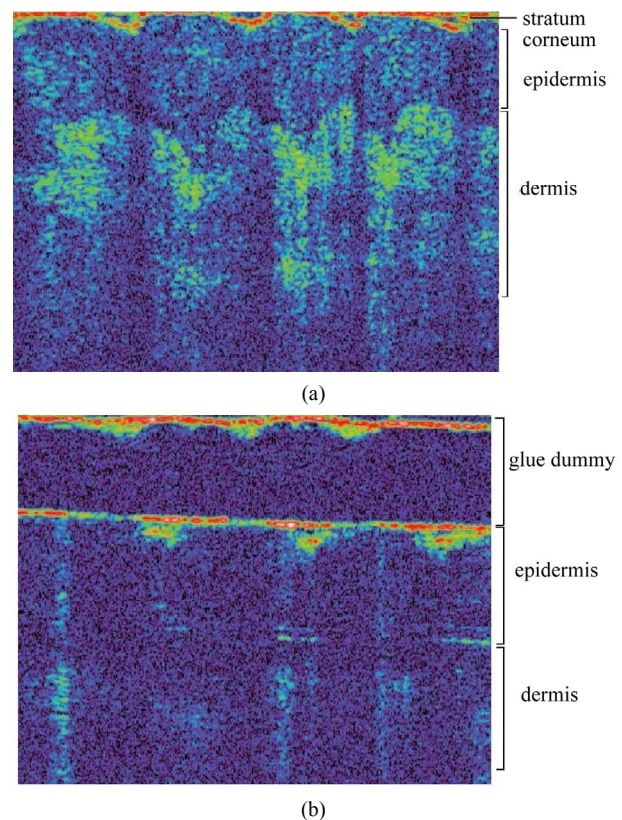 stratum
corneum
epidermis
dermis
(a)
glue dummy
epidermis
dermis
(b)